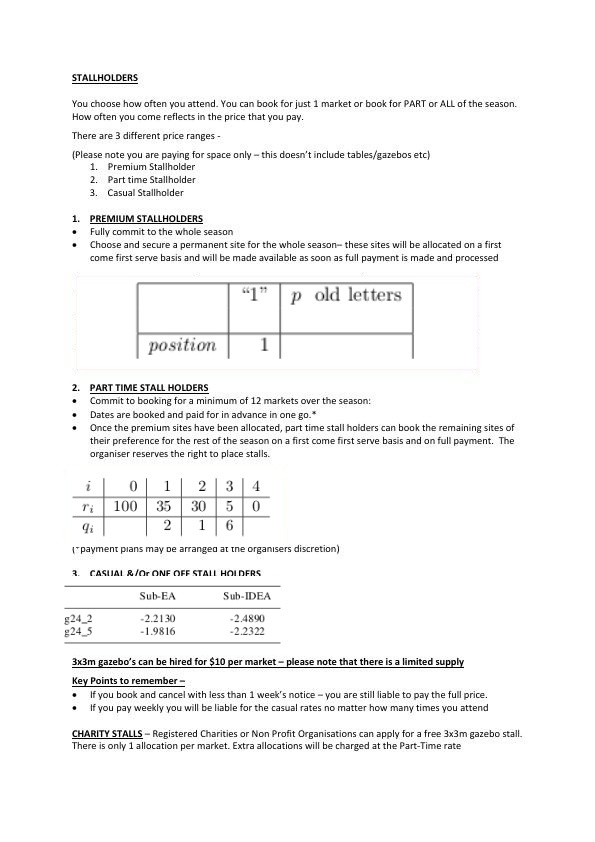 STALLHOLDERS
You choose how often you attend. You can book for just 1 market or book for PART or ALL of the season.
How often you come reflects in the price that you pay.
There are 3 different price ranges -
(Please note you are paying for space only – this doesn't include tables/gazebos etc)
1. Premium Stallholder
2. Part time Stallholder
3. Casual Stallholder
1. PREMIUM STALLHOLDERS
• Fully commit to the whole season
• Choose and secure a permanent site for the whole season– these sites will be allocated on a first
come first serve basis and will be made available as soon as full payment is made and processed
“1” p old letters
position 1
2. PART TIME STALL HOLDERS
• Commit to booking for a minimum of 12 markets over the season:
• Dates are booked and paid for in advance in one go.*
• Once the premium sites have been allocated, part time stall holders can book the remaining sites of
their preference for the rest of the season on a first come first serve basis and on full payment. The
organiser reserves the right to place stalls.
i 0 1 2 3 4
r_i 100 35 30 5 0
q_i 2 1 6
(*payment plans may be arranged at the organisers discretion)
3. CASUAL &/Or ONE OFF STALL HOLDERS
Sub-EA Sub-IDEA
g24_2 -2.2130 -2.4890
g24_5 -1.9816 -2.2322
3x3m gazebo's can be hired for $10 per market – please note that there is a limited supply
Key Points to remember –
• If you book and cancel with less than 1 week's notice – you are still liable to pay the full price.
• If you pay weekly you will be liable for the casual rates no matter how many times you attend
CHARITY STALLS – Registered Charities or Non Profit Organisations can apply for a free 3x3m gazebo stall.
There is only 1 allocation per market. Extra allocations will be charged at the Part-Time rate